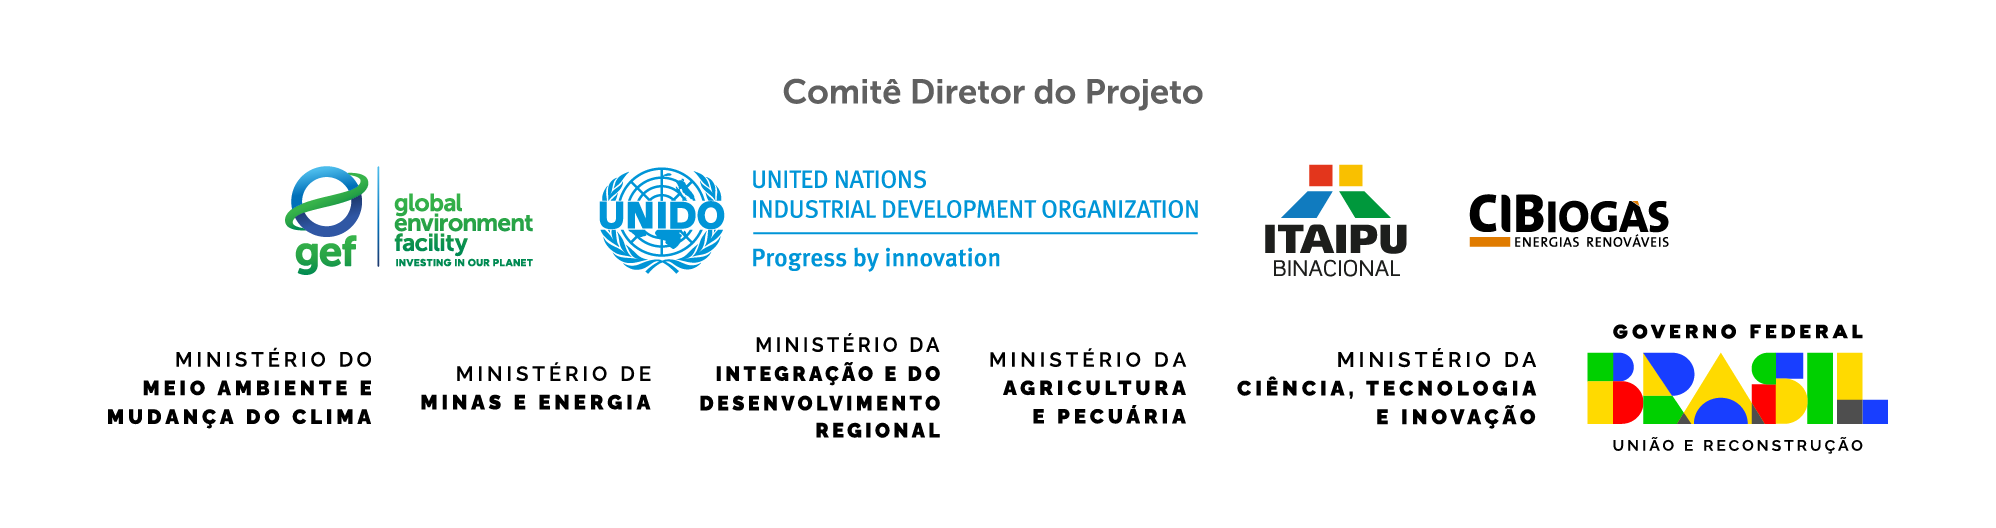 Comitê Diretor do Projeto
gef
global
environment
facility
INVESTING IN OUR PLANET
UNIDO
UNITED NATIONS
INDUSTRIAL DEVELOPMENT ORGANIZATION
Progress by innovation
ITAIPU
BINACIONAL
CIBIOGÁS
ENERGIAS RENOVÁVEIS
MINISTÉRIO DO
MEIO AMBIENTE E
MUDANÇA DO CLIMA
MINISTÉRIO DE
MINAS E ENERGIA
MINISTÉRIO DA
INTEGRAÇÃO E DO
DESENVOLVIMENTO
REGIONAL
MINISTÉRIO DA
AGRICULTURA
E PECUÁRIA
MINISTÉRIO DA
CIÊNCIA, TECNOLOGIA
E INOVAÇÃO
GOVERNO FEDERAL
BRASIL
UNIÃO E RECONSTRUÇÃO